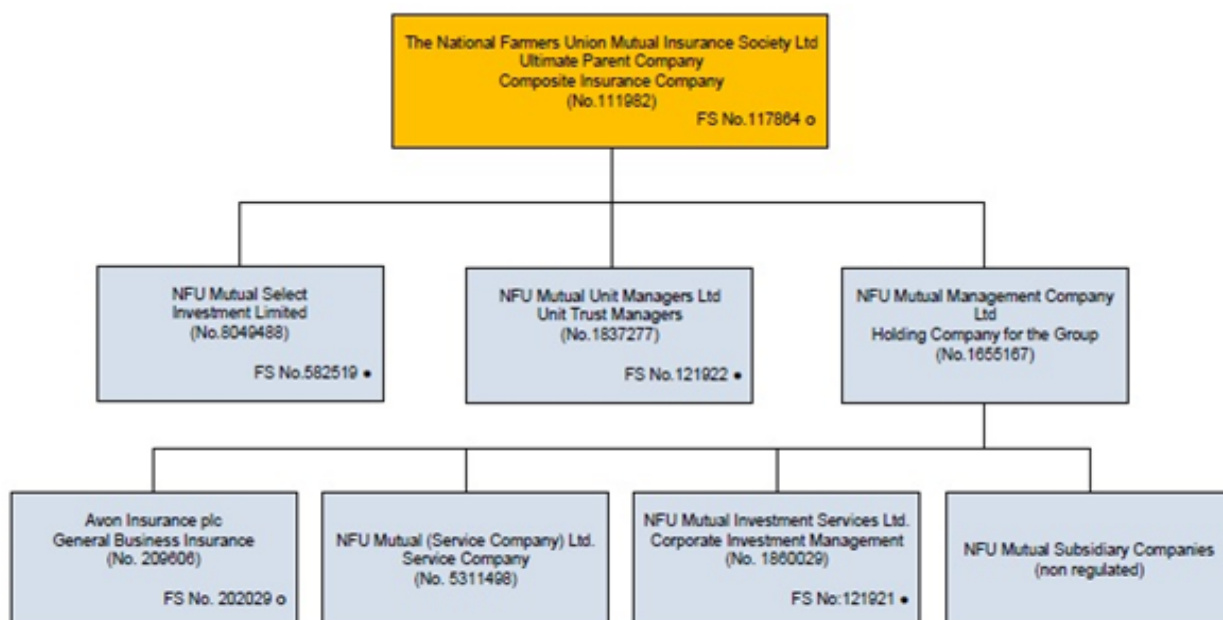 The National Farmers Union Mutual Insurance Society Ltd
Ultimate Parent Company
Composite Insurance Company
(No.111982)
FS No.117864 o
NFU Mutual Select
Investment Limited
(No.8049488)
FS No.582519 ●
NFU Mutual Unit Managers Ltd
Unit Trust Managers
(No.1837277)
FS No.121922 ●
NFU Mutual Management Company
Ltd
Holding Company for the Group
(No.1655167)
Avon Insurance plc
General Business Insurance
(No. 209606)
FS No. 202029 o
NFU Mutual (Service Company) Ltd.
Service Company
(No. 5311498)
NFU Mutual Investment Services Ltd.
Corporate Investment Management
(No. 1860029)
FS No:121921 ●
NFU Mutual Subsidiary Companies
(non regulated)